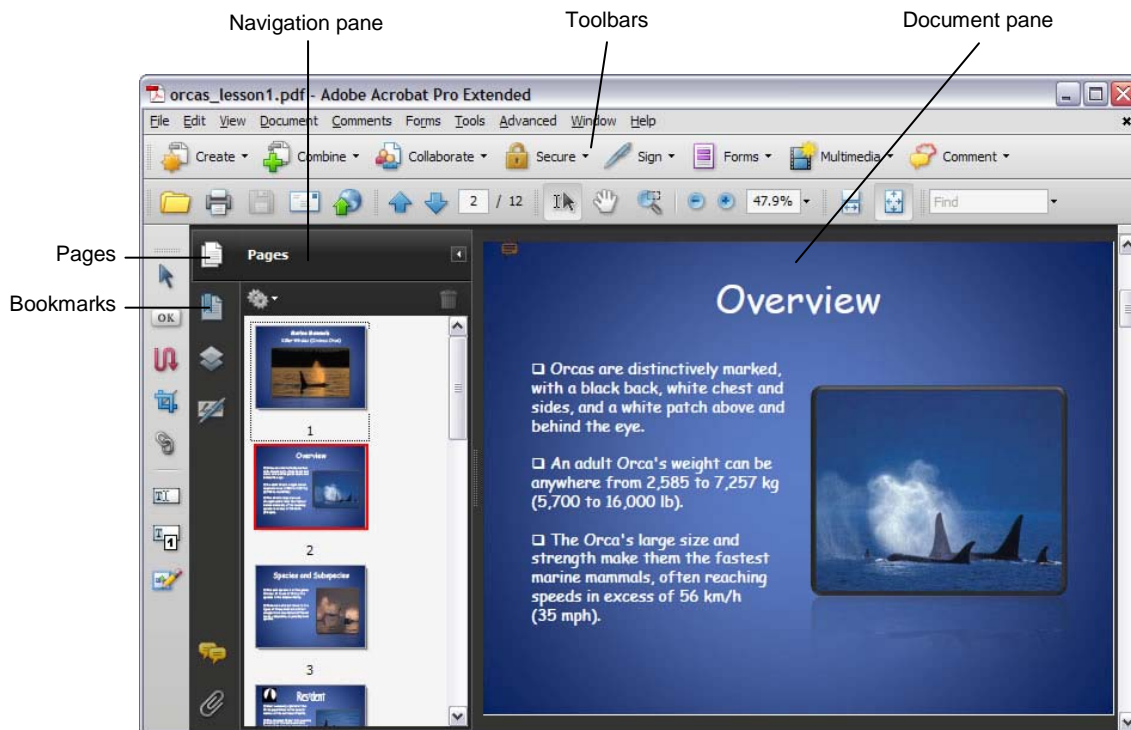 Navigation pane
Toolbars
Document pane
orcas_lesson1.pdf - Adobe Acrobat Pro Extended
File Edit View Document Comments Forms Tools Advanced Window Help
Create Combine Collaborate Secure Sign Forms Multimedia Comment
2 / 12 47.9% Find
Pages
Bookmarks
Pages
OK
1
Overview
2
Species and Subspecies
3
Resident
Overview
❑ Orcas are distinctively marked,
with a black back, white chest and
sides, and a white patch above and
behind the eye.
❑ An adult Orca's weight can be
anywhere from 2,585 to 7,257 kg
(5,700 to 16,000 lb).
❑ The Orca's large size and
strength make them the fastest
marine mammals, often reaching
speeds in excess of 56 km/h
(35 mph).